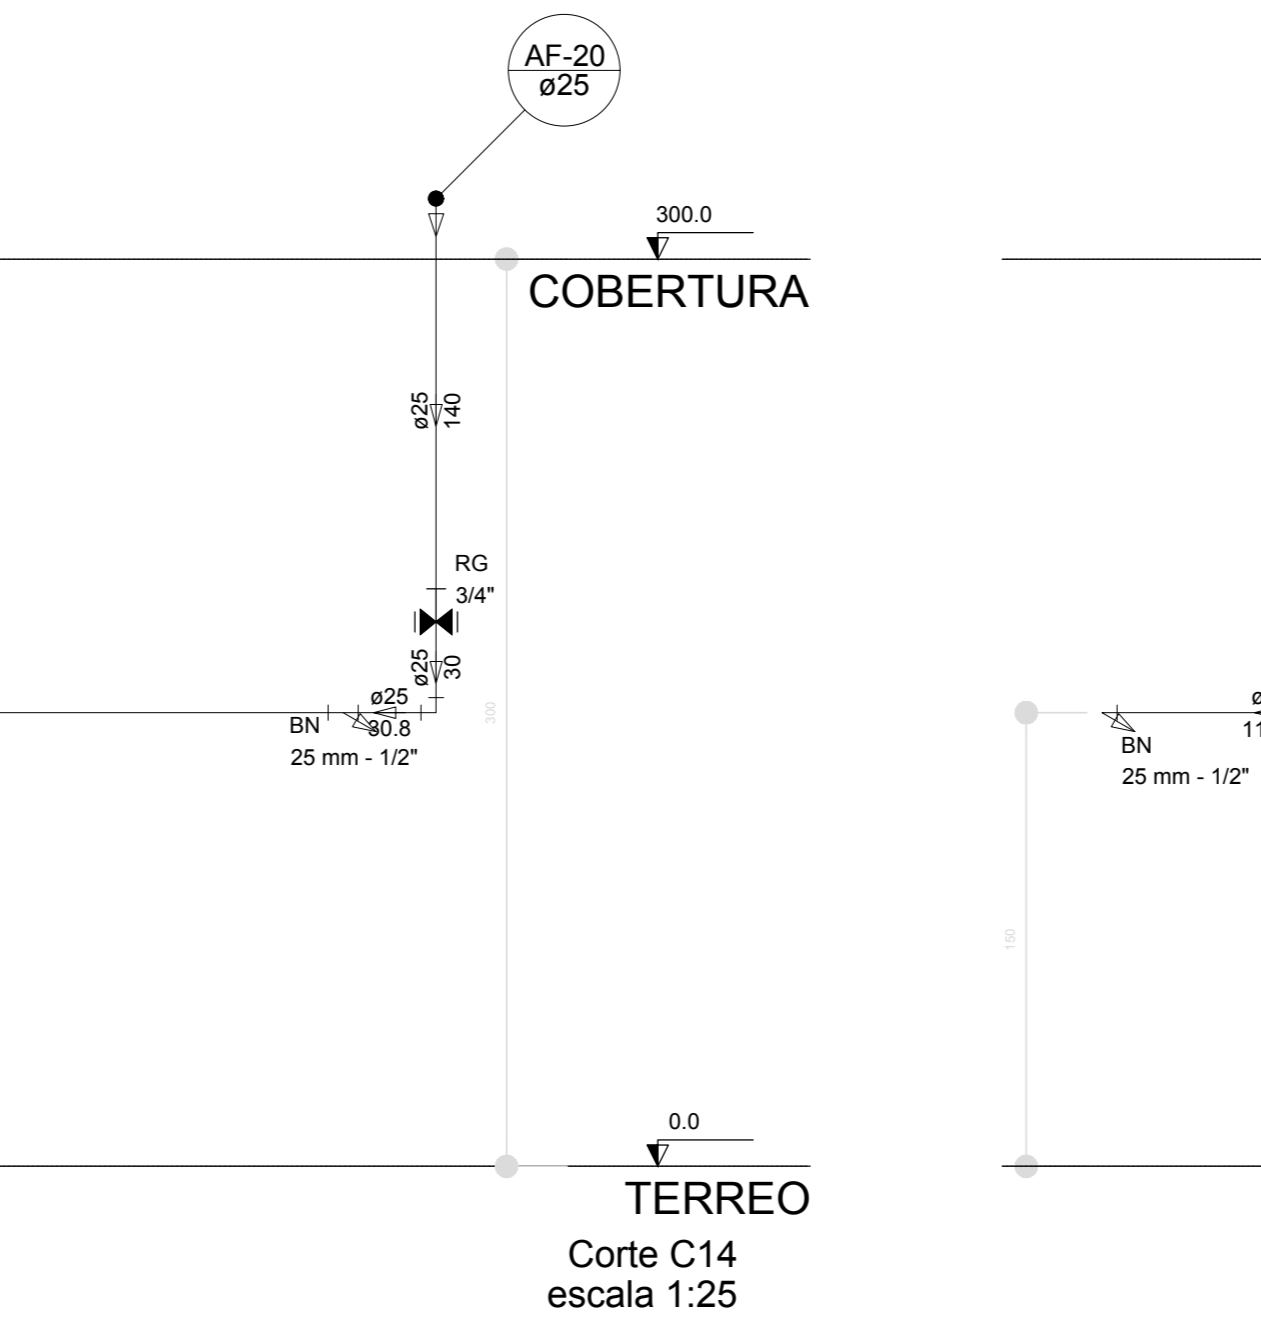 AF-20
ø25
300.0
COBERTURA
ø25
140
RG
3/4"
ø25
30
ø25
30.8
BN
25 mm - 1/2"
300
ø
11
BN
25 mm - 1/2"
150
0.0
TERREO
Corte C14
escala 1:25